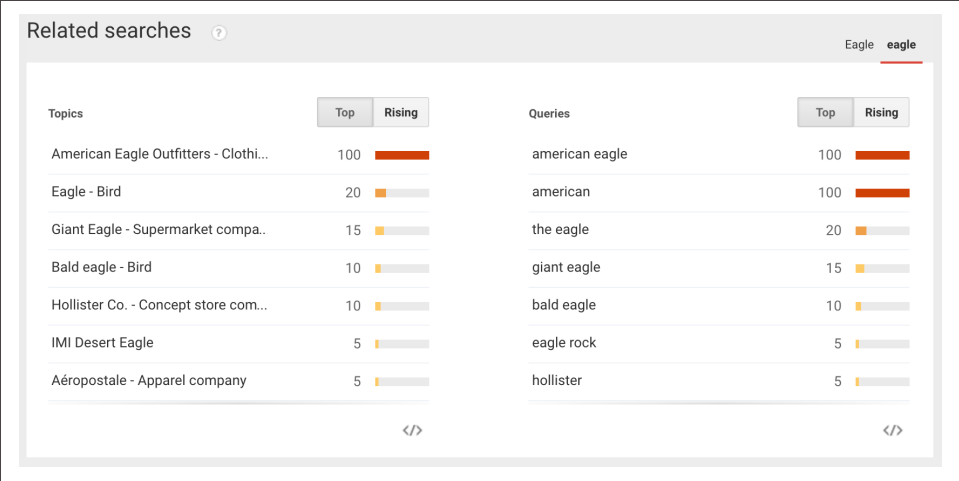 Related searches ?
Eagle eagle
Topics Top Rising
American Eagle Outfitters - Clothi... 100
Eagle - Bird 20
Giant Eagle - Supermarket compa.. 15
Bald eagle - Bird 10
Hollister Co. - Concept store com... 10
IMI Desert Eagle 5
Aéropostale - Apparel company 5
</>
Queries Top Rising
american eagle 100
american 100
the eagle 20
giant eagle 15
bald eagle 10
eagle rock 5
hollister 5
</>